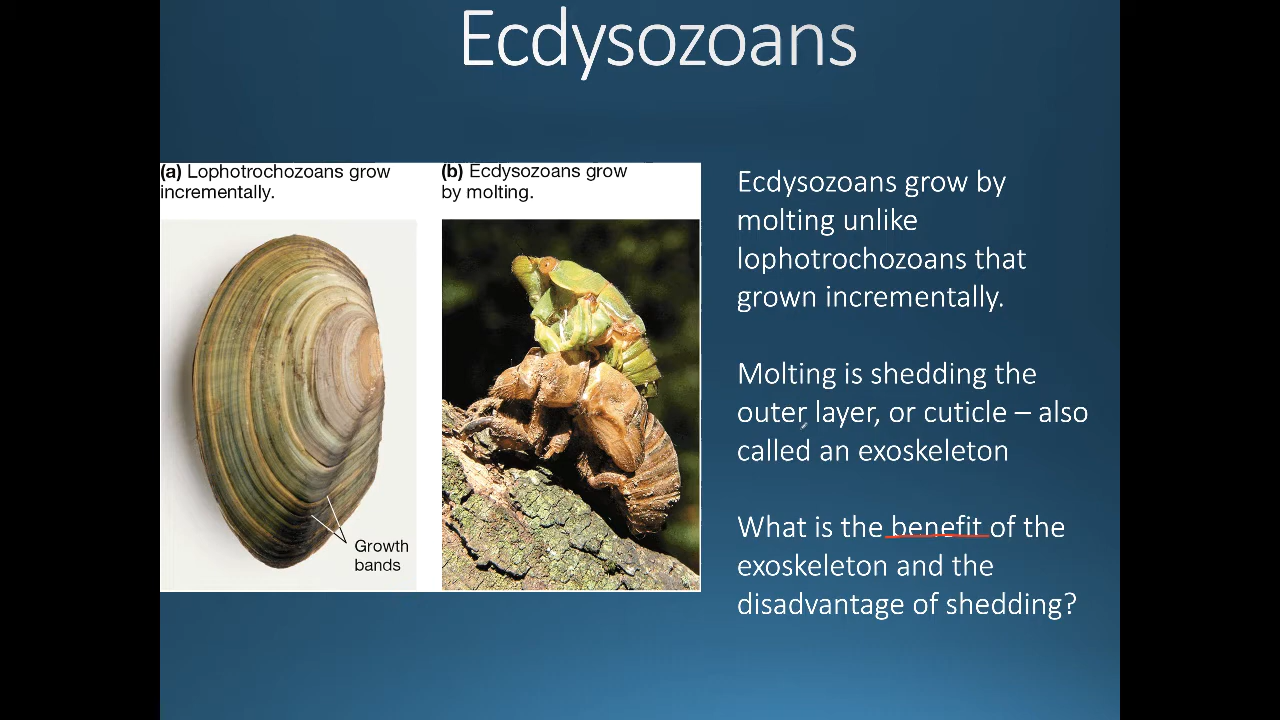 Ecdysozoans
(a) Lophotrochozoans grow
incrementally.
(b) Ecdysozoans grow
by molting.
Growth
bands
Ecdysozoans grow by
molting unlike
lophotrochozoans that
grown incrementally.
Molting is shedding the
outer layer, or cuticle – also
called an exoskeleton
What is the benefit of the
exoskeleton and the
disadvantage of shedding?